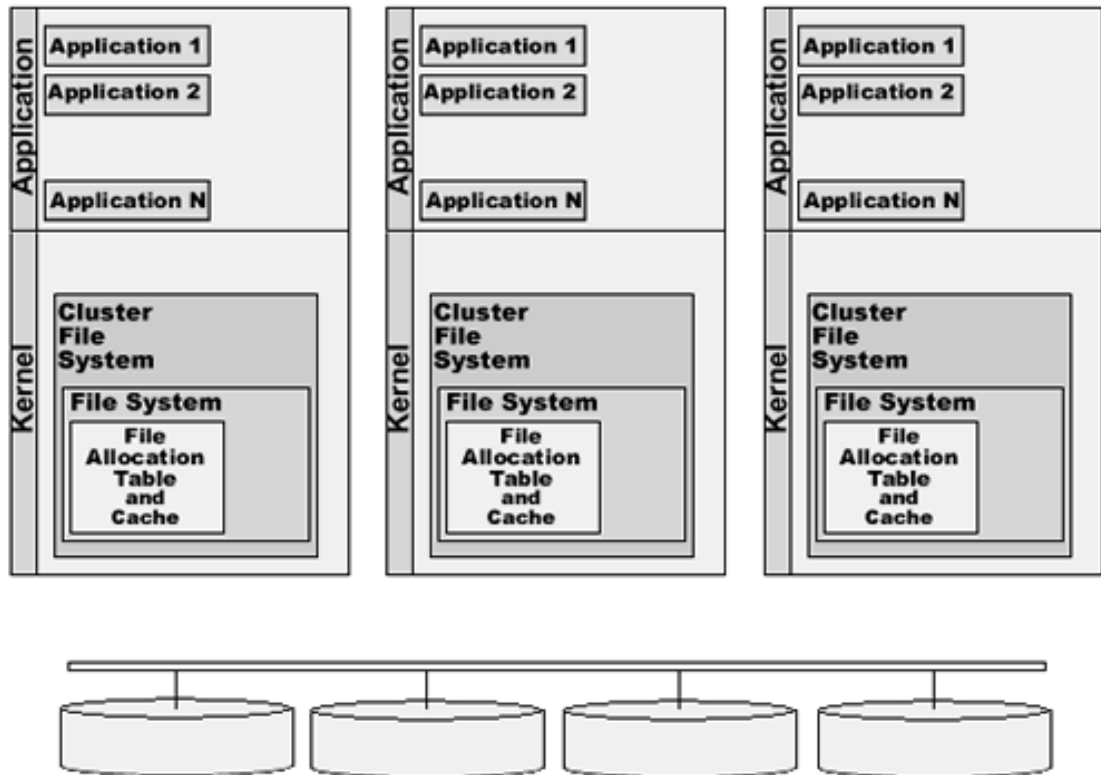 Application
Application 1
Application 2
Application N
Kernel
Cluster
File
System
File System
File
Allocation
Table
and
Cache
Application
Application 1
Application 2
Application N
Kernel
Cluster
File
System
File System
File
Allocation
Table
and
Cache
Application
Application 1
Application 2
Application N
Kernel
Cluster
File
System
File System
File
Allocation
Table
and
Cache